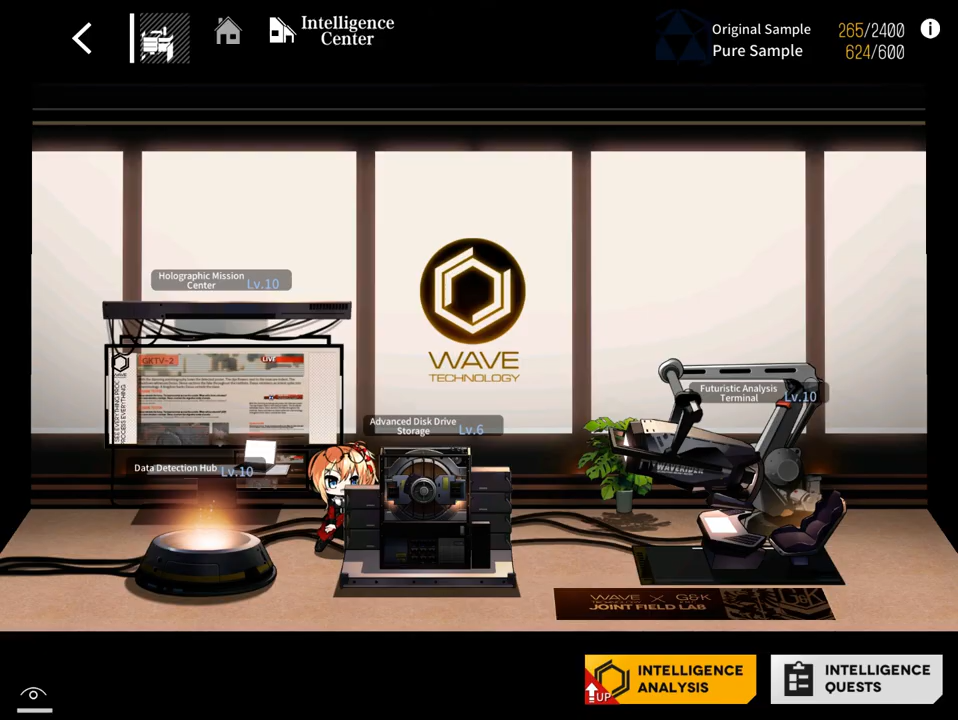 Intelligence
Center
Original Sample 265/2400
Pure Sample 624/600
Holographic Mission
Center Lv.10
WAVE
TECHNOLOGY
GKTV-2
LIVE
Futuristic Analysis
Terminal Lv.10
Advanced Disk Drive
Storage Lv.6
Data Detection Hub Lv.10
WAVERIDER
WAVE X G&K
JOINT FIELD LAB
G&K
UP
INTELLIGENCE
ANALYSIS
INTELLIGENCE
QUESTS